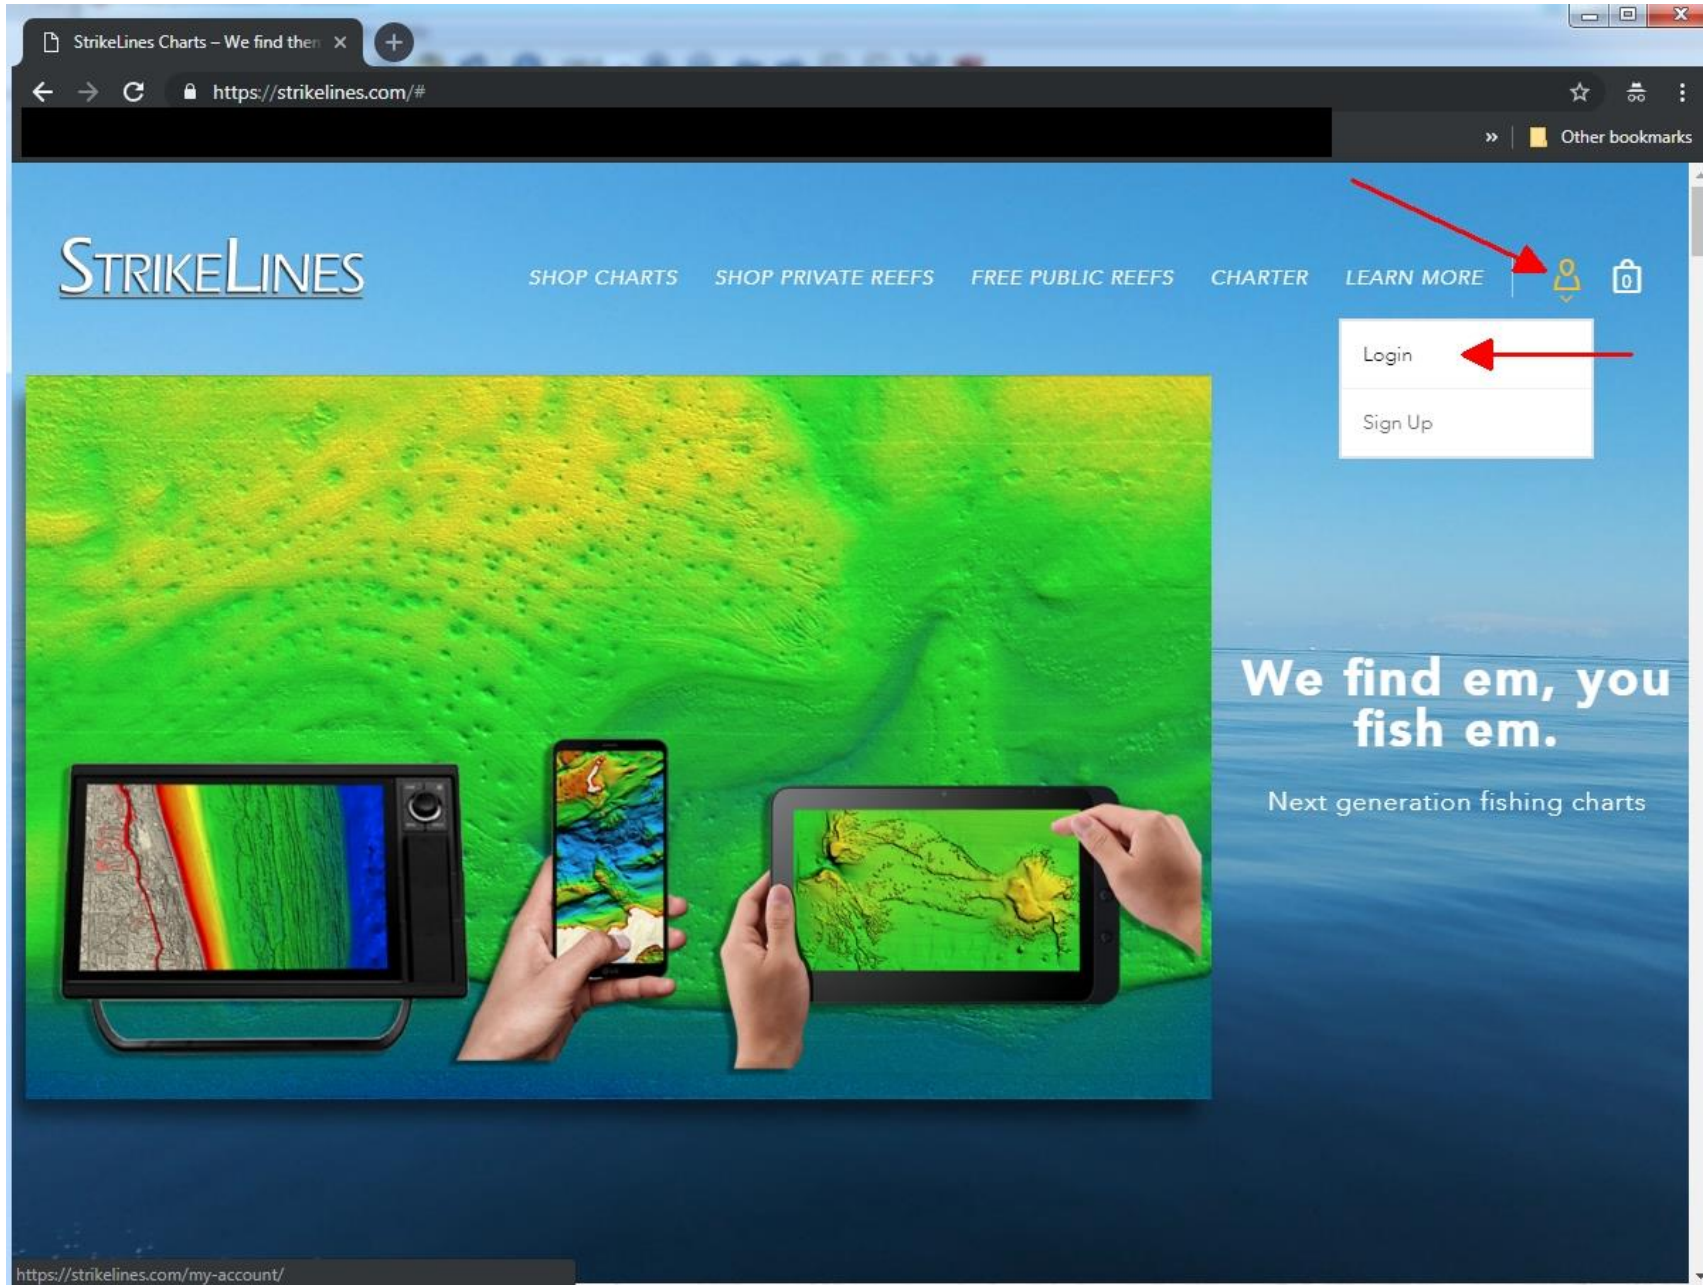 StrikeLines Charts – We find then
https://strikelines.com/#
» Other bookmarks
STRIKELINES
SHOP CHARTS SHOP PRIVATE REEFS FREE PUBLIC REEFS CHARTER LEARN MORE 0
Login
Sign Up
We find em, you
fish em.
Next generation fishing charts
https://strikelines.com/my-account/